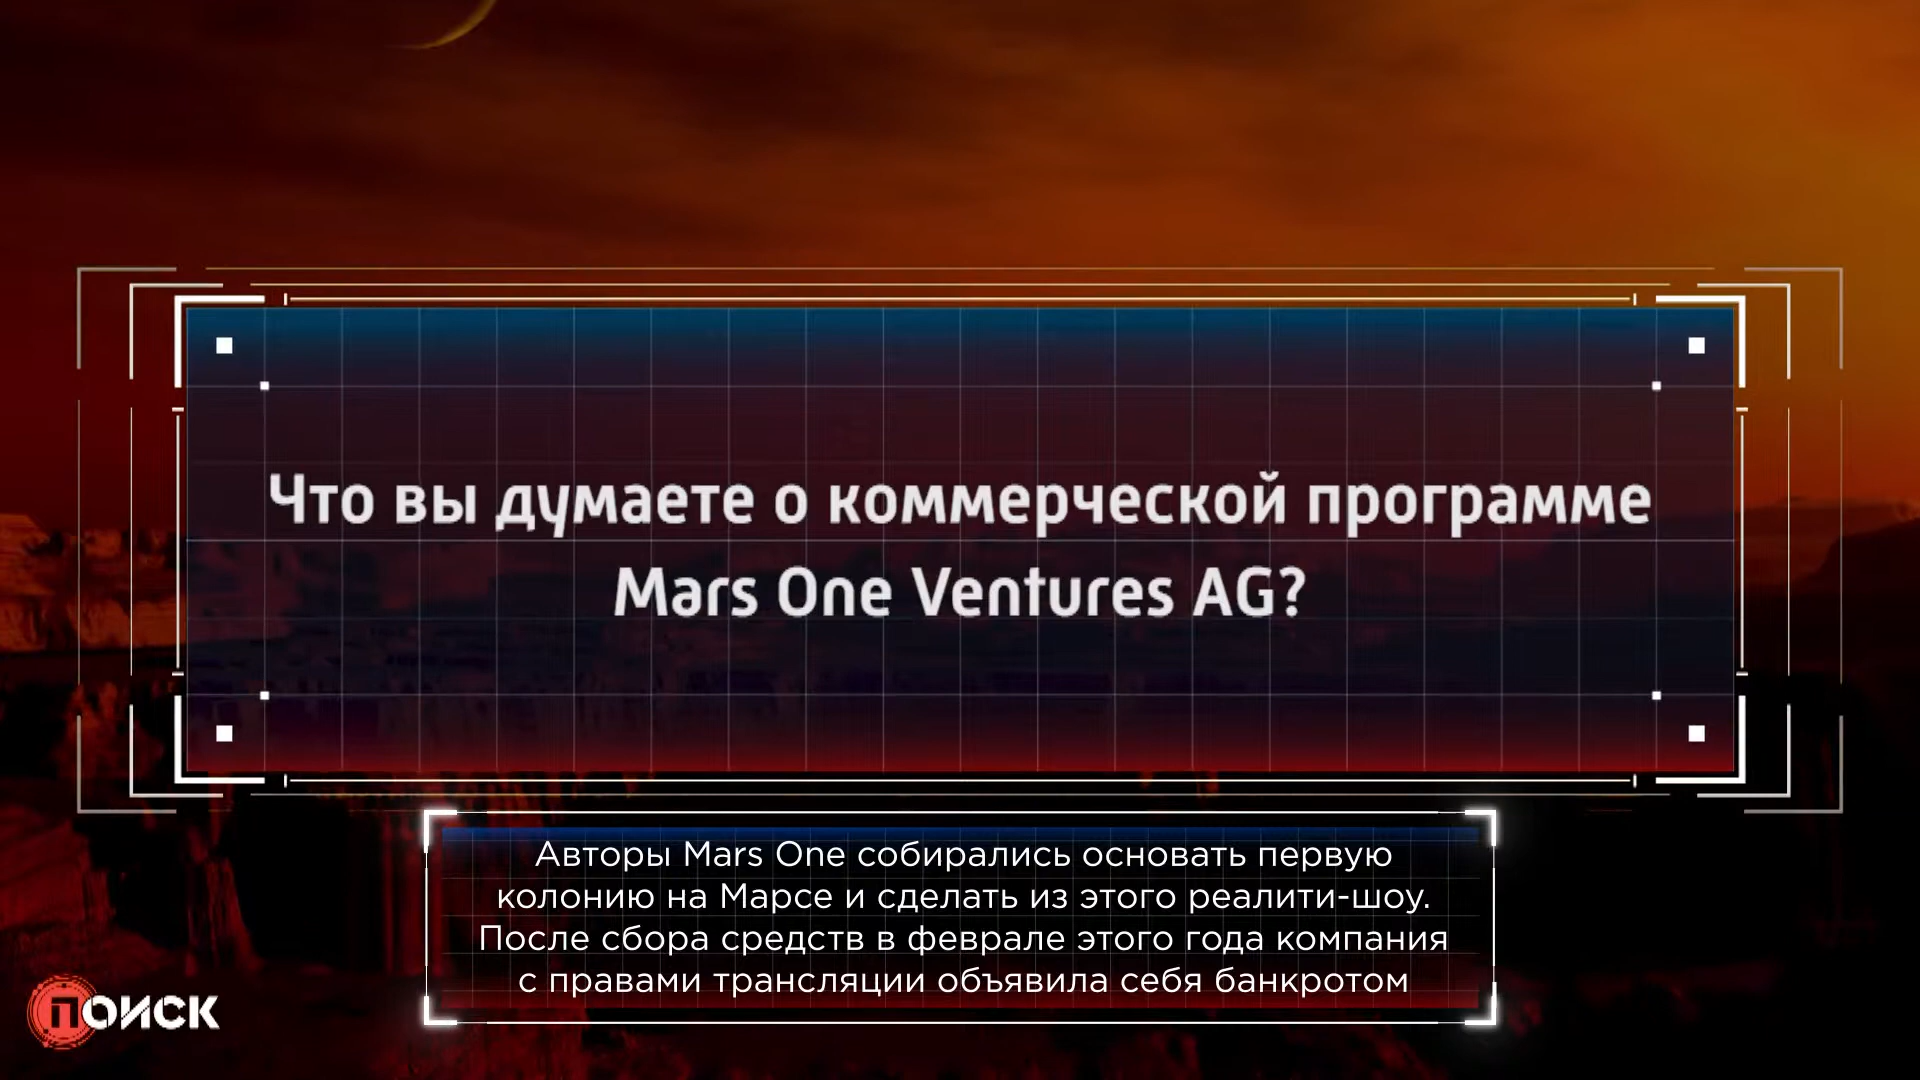 Что вы думаете о коммерческой программе
Mars One Ventures AG?
Авторы Mars One собирались основать первую
колонию на Марсе и сделать из этого реалити-шоу.
После сбора средств в феврале этого года компания
с правами трансляции объявила себя банкротом
ПОИСК